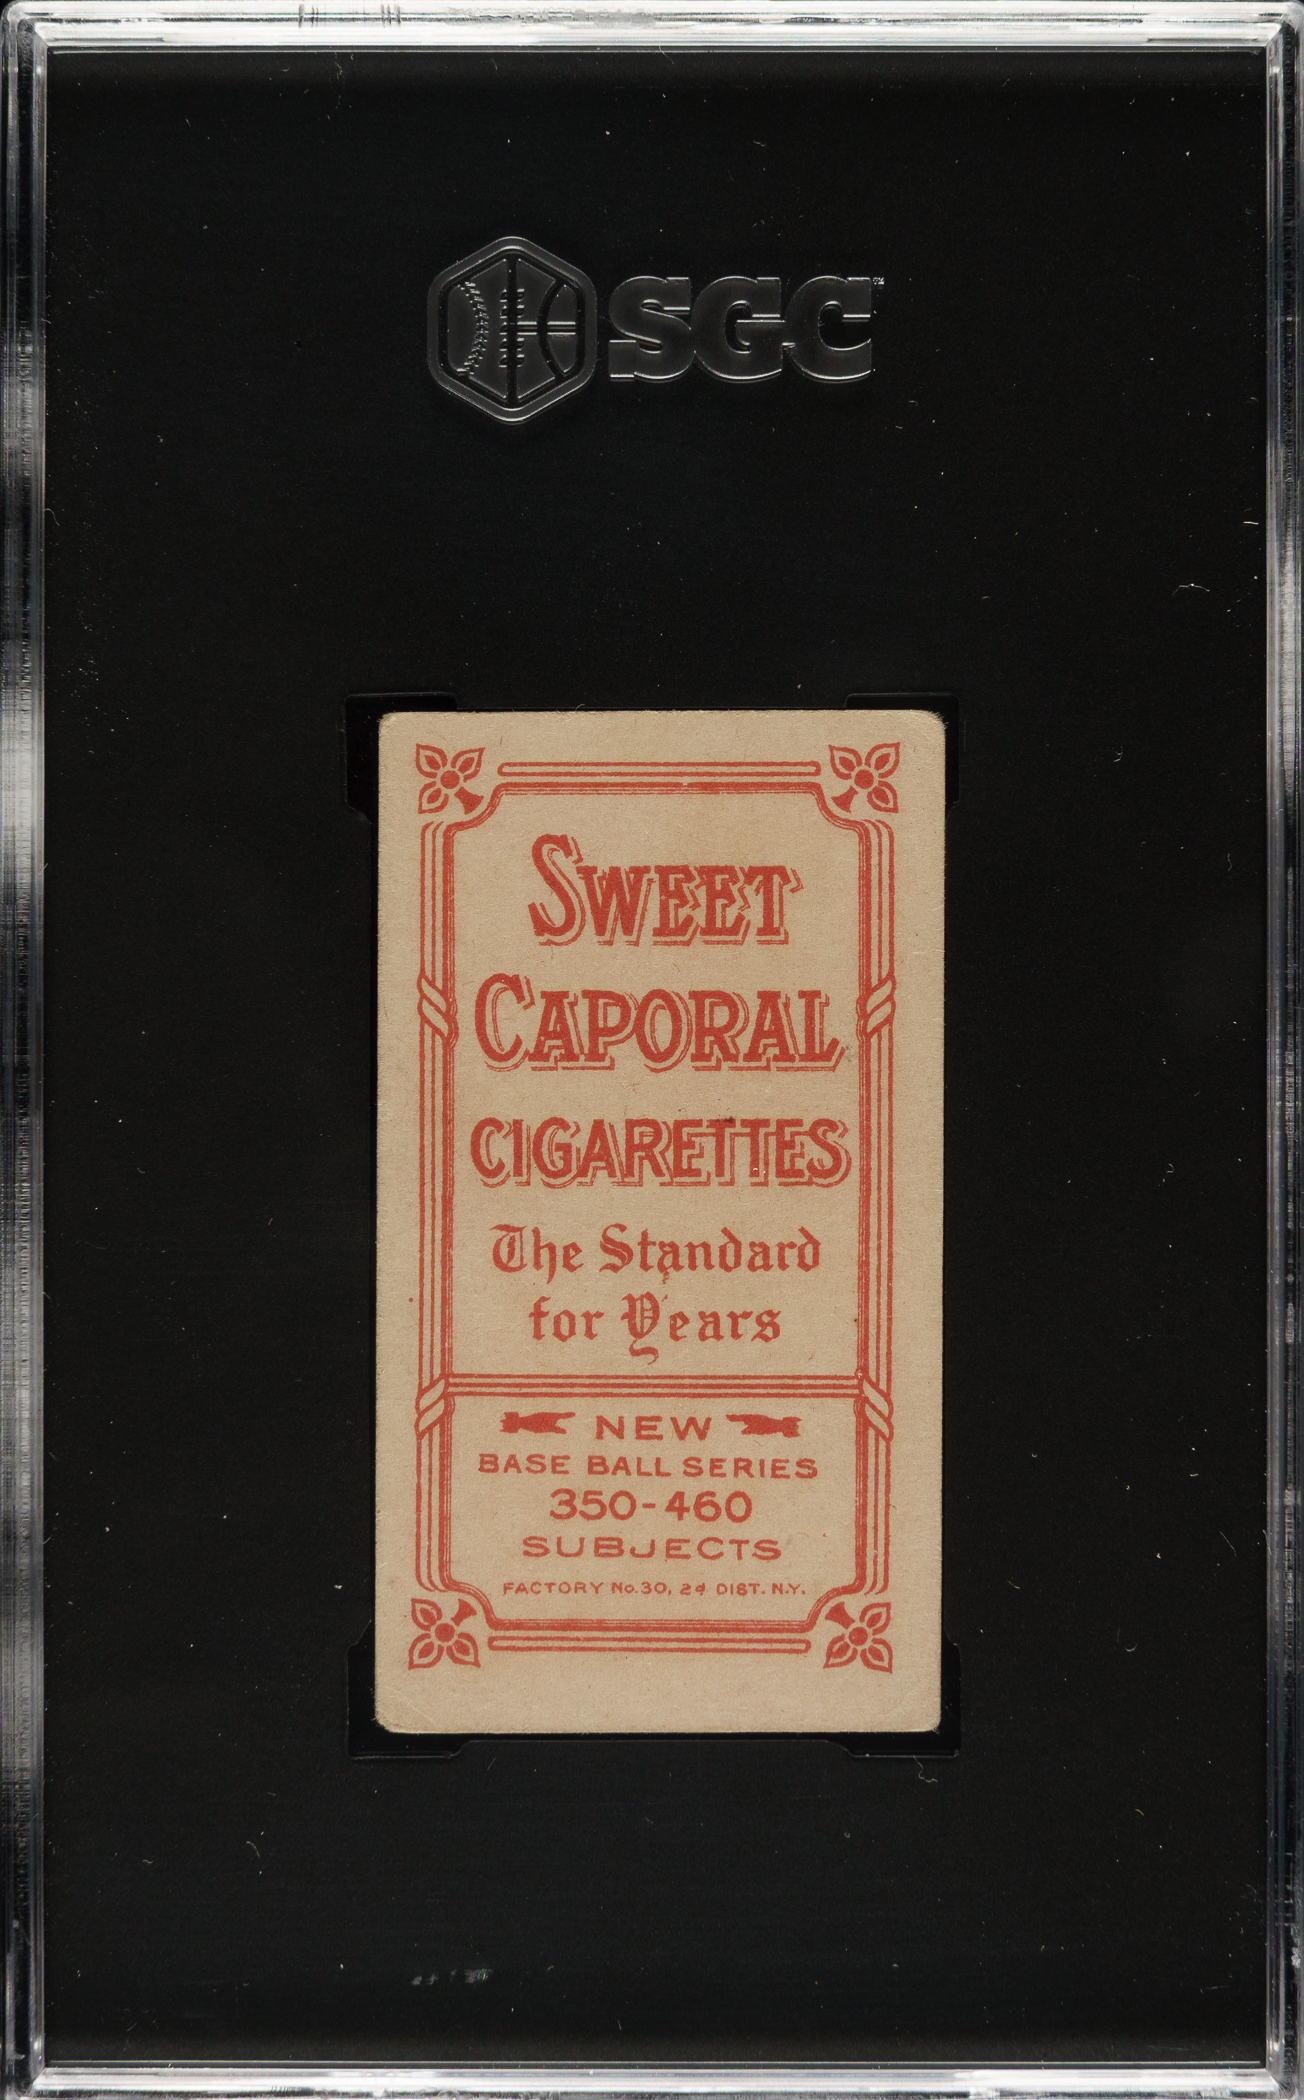 SGC™
SWEET
CAPORAL
CIGARETTES
The Standard
for Years
NEW
BASE BALL SERIES
350-460
SUBJECTS
FACTORY No. 30, 2d DIST. N.Y.